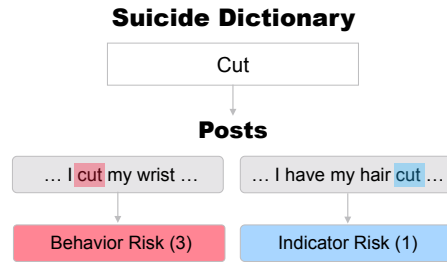 Suicide Dictionary
Cut
Posts
… I cut my wrist …
… I have my hair cut …
Behavior Risk (3)
Indicator Risk (1)